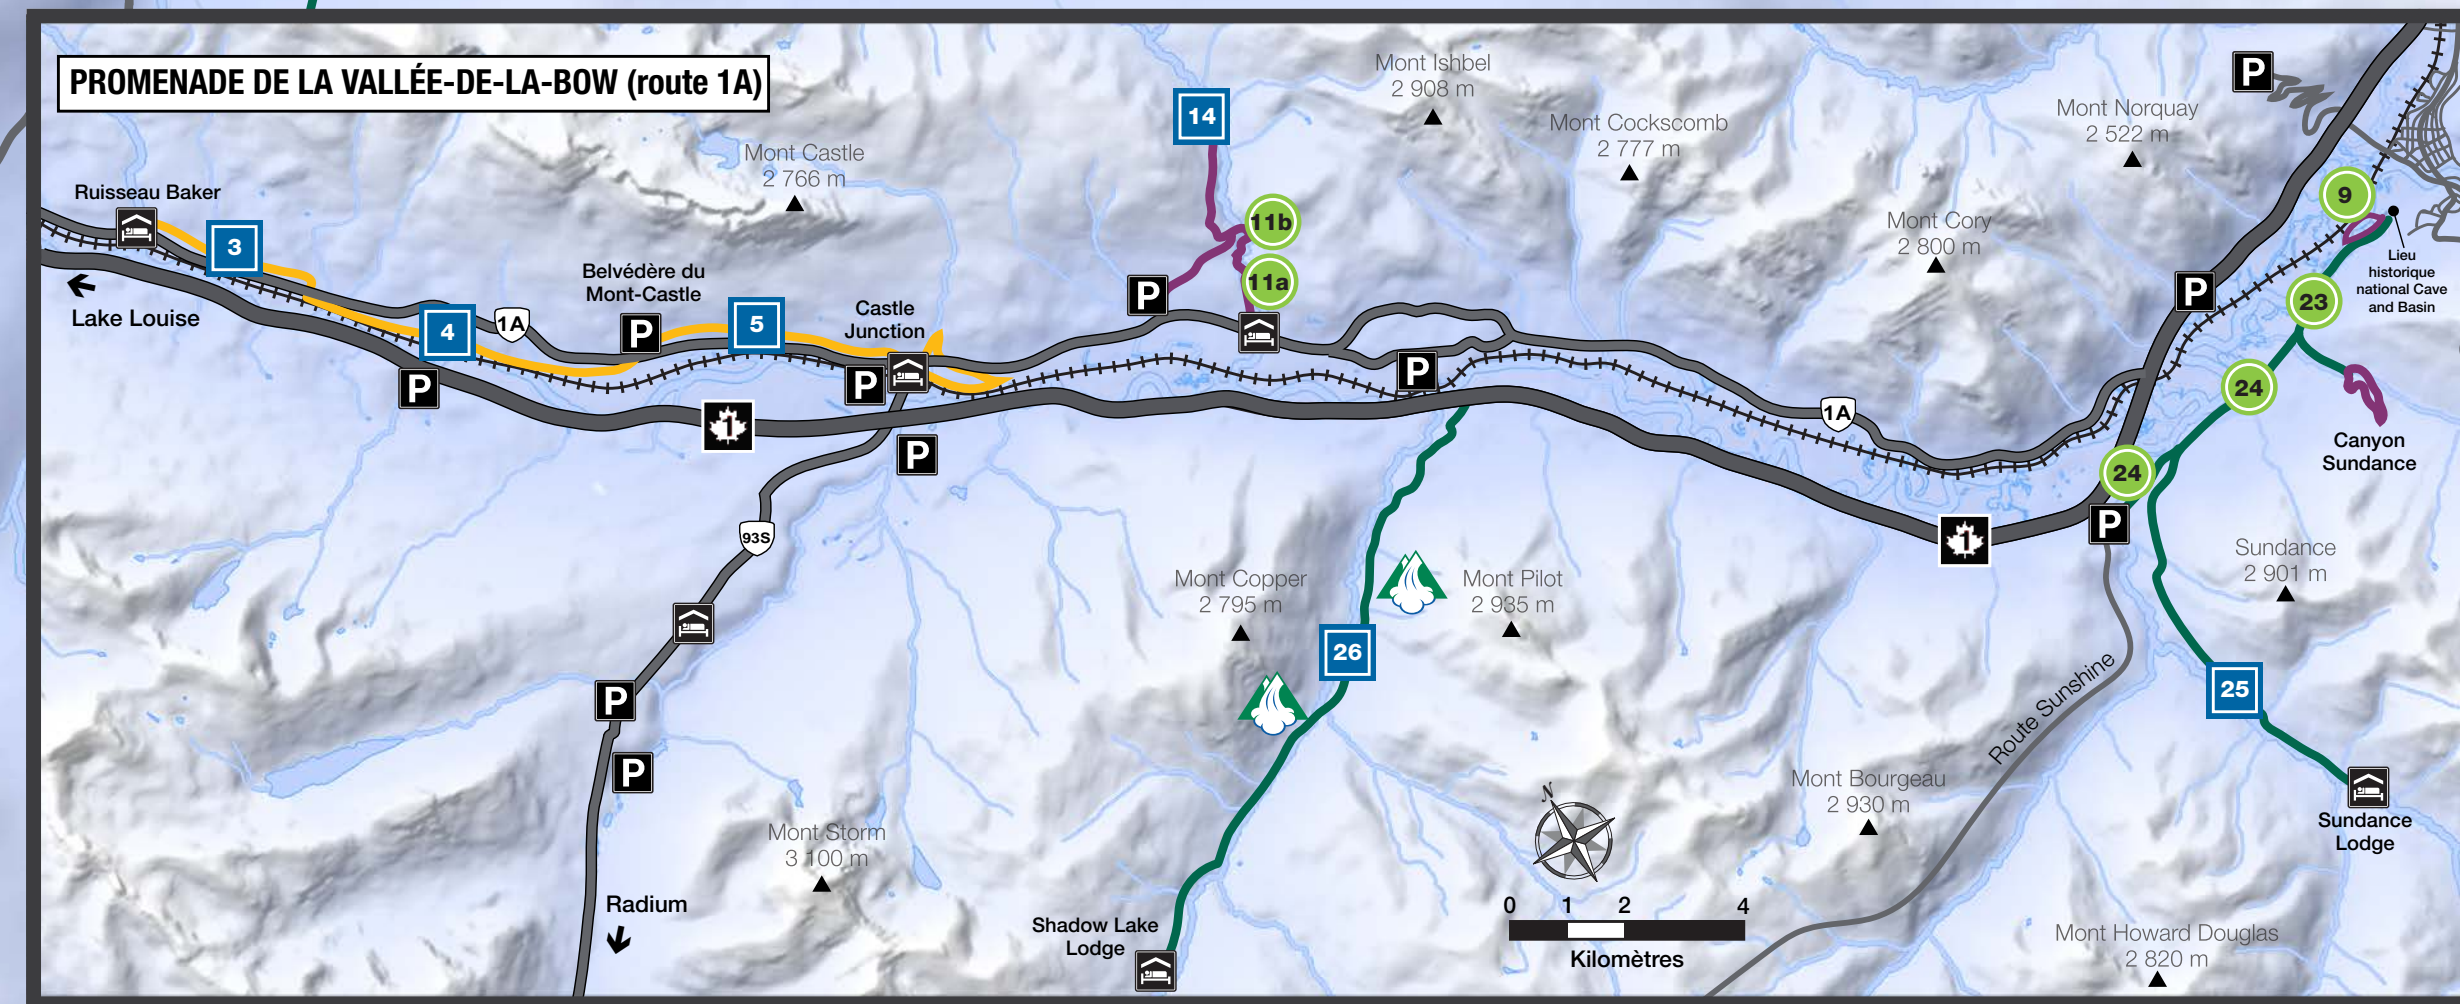 PROMENADE DE LA VALLÉE-DE-LA-BOW (route 1A)
Mont Ishbel
2 908 m
P
14
Mont Cockscomb
2 777 m
Mont Norquay
2 522 m
Mont Castle
2 766 m
Ruisseau Baker
3
11b
9
Mont Cory
2 800 m
Lieu
historique
national Cave
and Basin
Belvédère du
Mont-Castle
11a
P
P
23
Lake Louise
4
1A
P
5
Castle
Junction
P
P
P
24
1
1A
Canyon
Sundance
P
24
93S
1
P
Mont Copper
2 795 m
Mont Pilot
2 935 m
Sundance
2 901 m
26
P
25
Route Sunshine
P
Mont Bourgeau
2 930 m
Sundance
Lodge
Mont Storm
3 100 m
N
Radium
0 1 2 4
Kilomètres
Shadow Lake
Lodge
Mont Howard Douglas
2 820 m